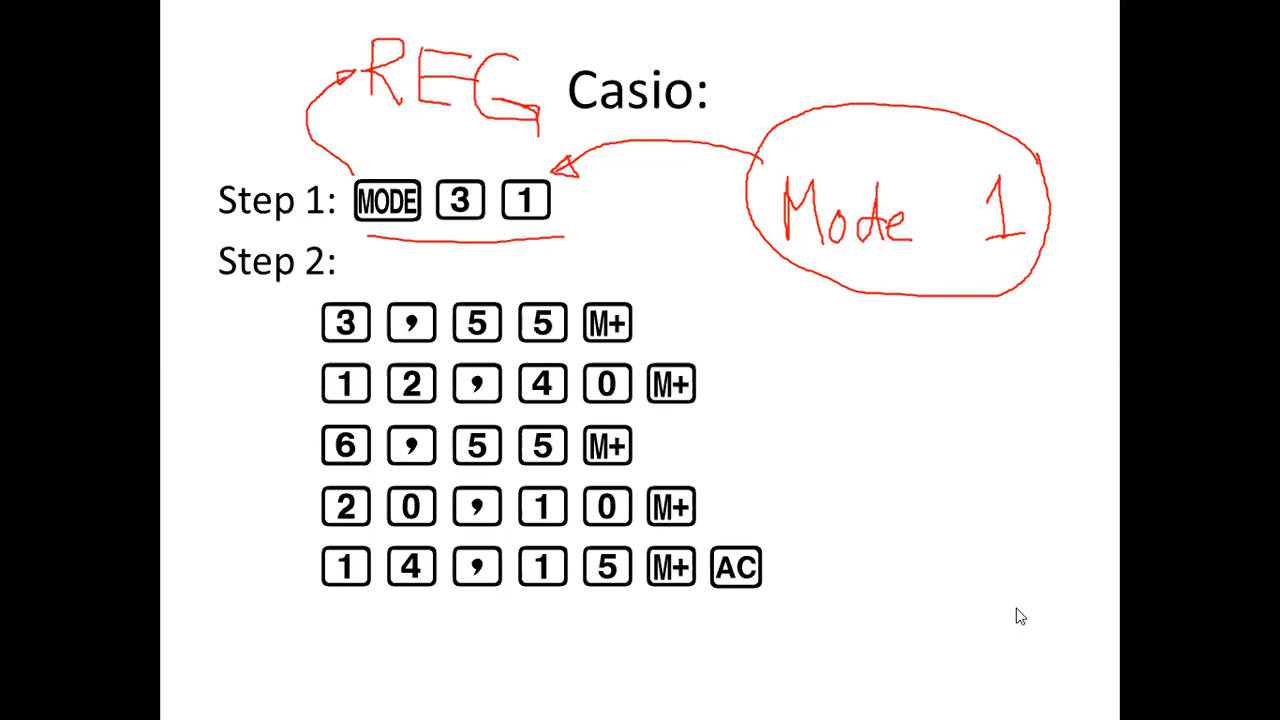 REG
Casio:
Step 1: MODE 3 1
Mode 1
Step 2:
3 , 5 5 M+
1 2 , 4 0 M+
6 , 5 5 M+
2 0 , 1 0 M+
1 4 , 1 5 M+ AC